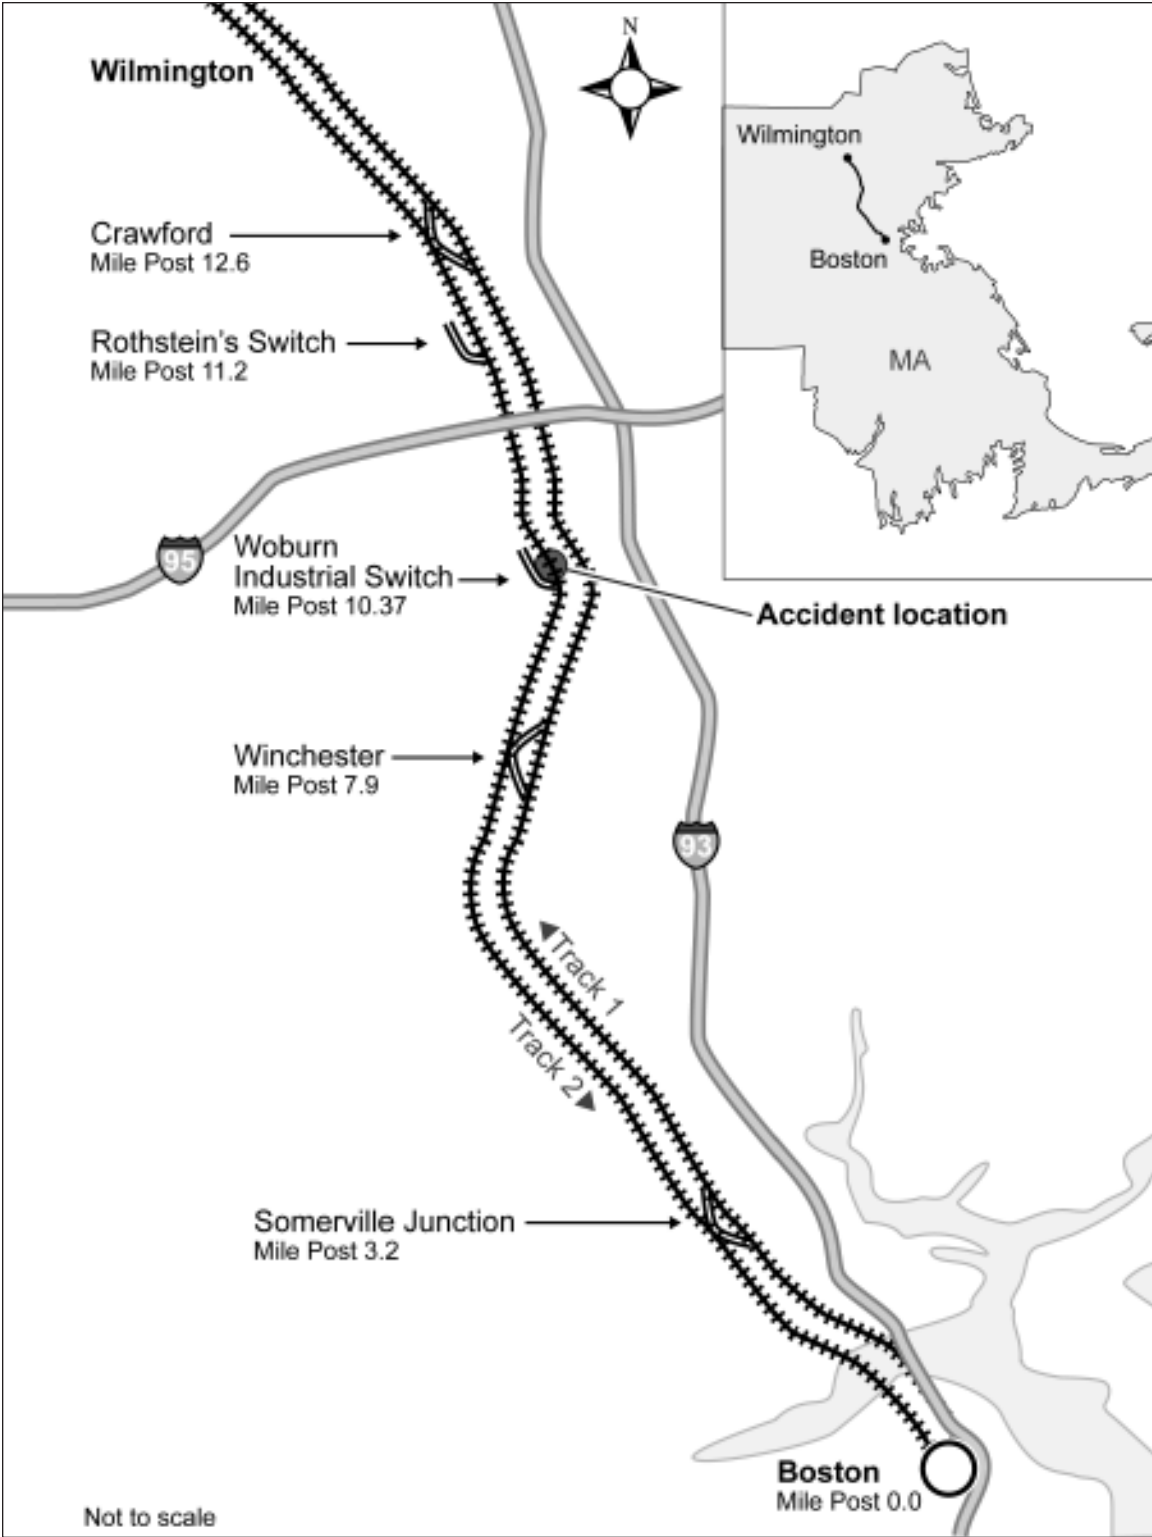 N
Wilmington
Crawford
Mile Post 12.6
Rothstein's Switch
Mile Post 11.2
95
Woburn
Industrial Switch
Mile Post 10.37
Accident location
Winchester
Mile Post 7.9
93
Track 1
Track 2
Somerville Junction
Mile Post 3.2
Boston
Mile Post 0.0
Not to scale
Wilmington
Boston
MA